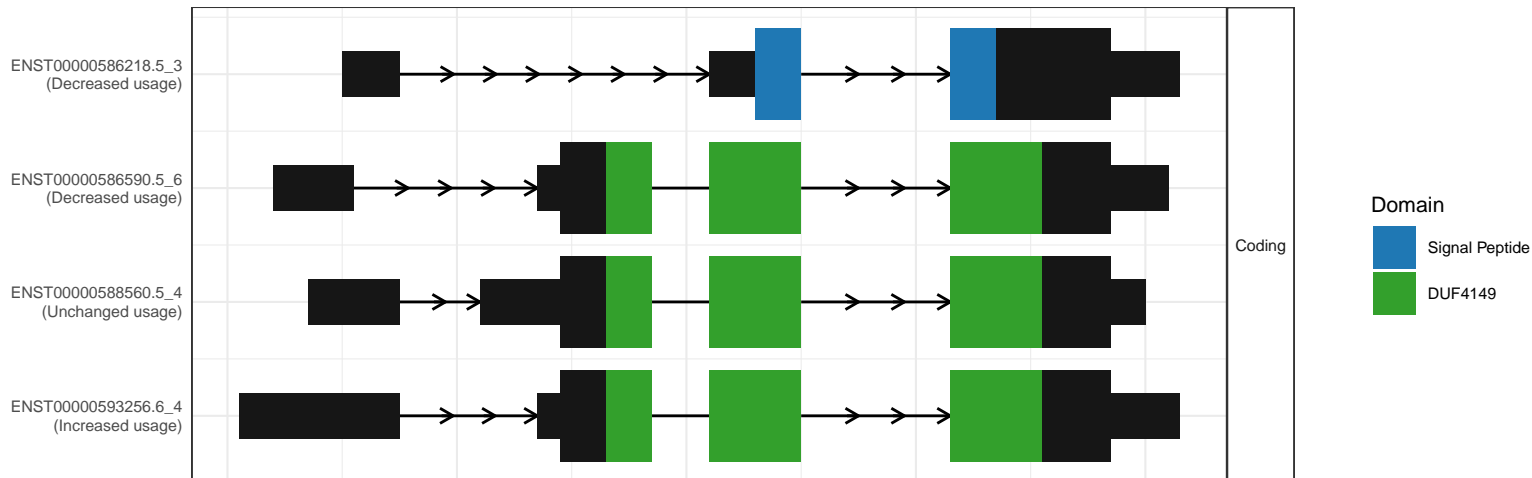 ENST00000586218.5_3
(Decreased usage)
ENST00000586590.5_6
(Decreased usage)
ENST00000588560.5_4
(Unchanged usage)
ENST00000593256.6_4
(Increased usage)
Coding
Domain
Signal Peptide
DUF4149